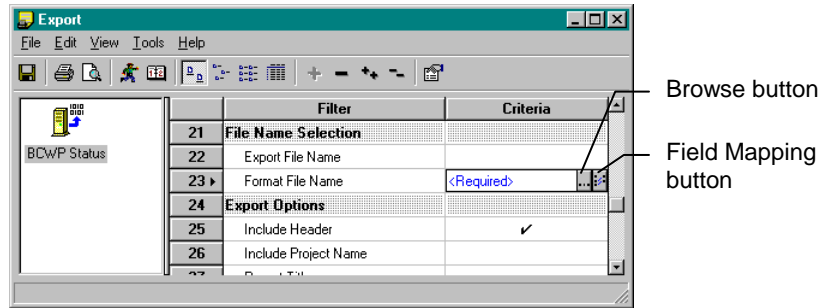 Export
File Edit View Tools Help
Filter Criteria
BCWP Status
21 File Name Selection
22 Export File Name
23 Format File Name <Required> ...
24 Export Options
25 Include Header ✔
26 Include Project Name
Browse button
Field Mapping
button